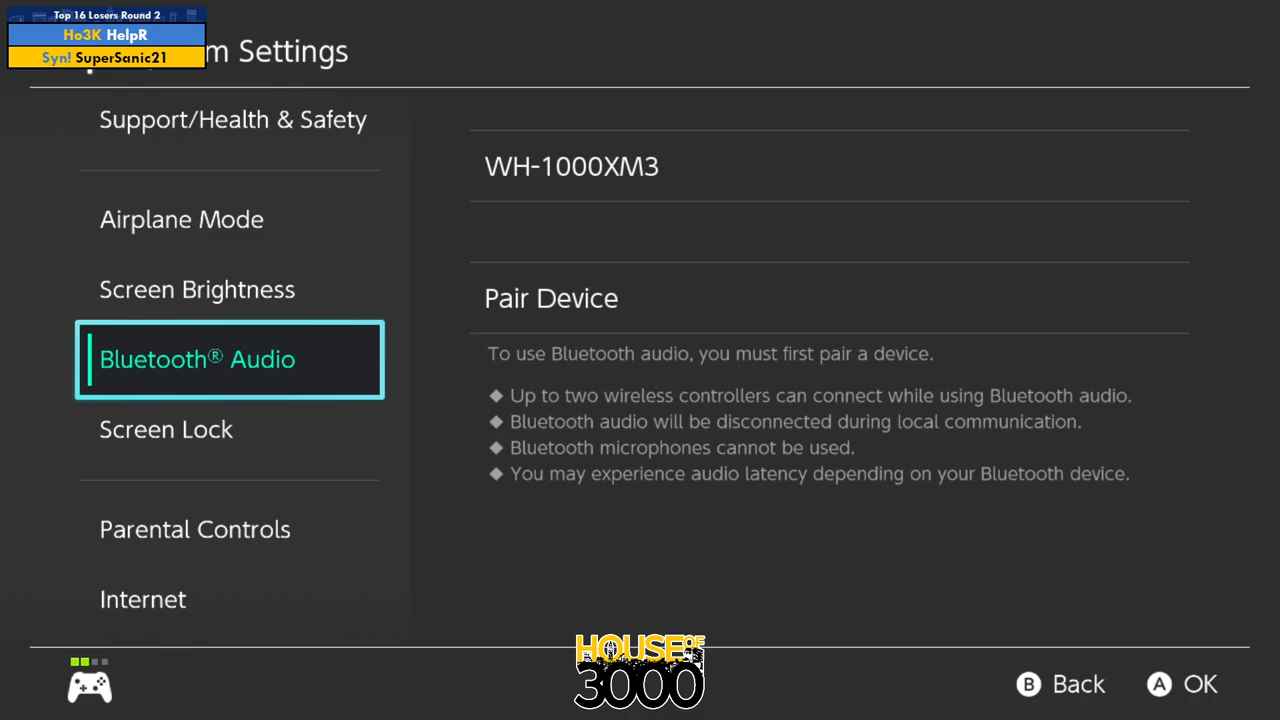 Top 16 Losers Round 2
Ho3K HelpR
Syn! SuperSanic21
m Settings
Support/Health & Safety
Airplane Mode
Screen Brightness
Bluetooth® Audio
Screen Lock
Parental Controls
Internet
WH-1000XM3
Pair Device
To use Bluetooth audio, you must first pair a device.
◆ Up to two wireless controllers can connect while using Bluetooth audio.
◆ Bluetooth audio will be disconnected during local communication.
◆ Bluetooth microphones cannot be used.
◆ You may experience audio latency depending on your Bluetooth device.
HOUSE OF
3000
B Back
A OK